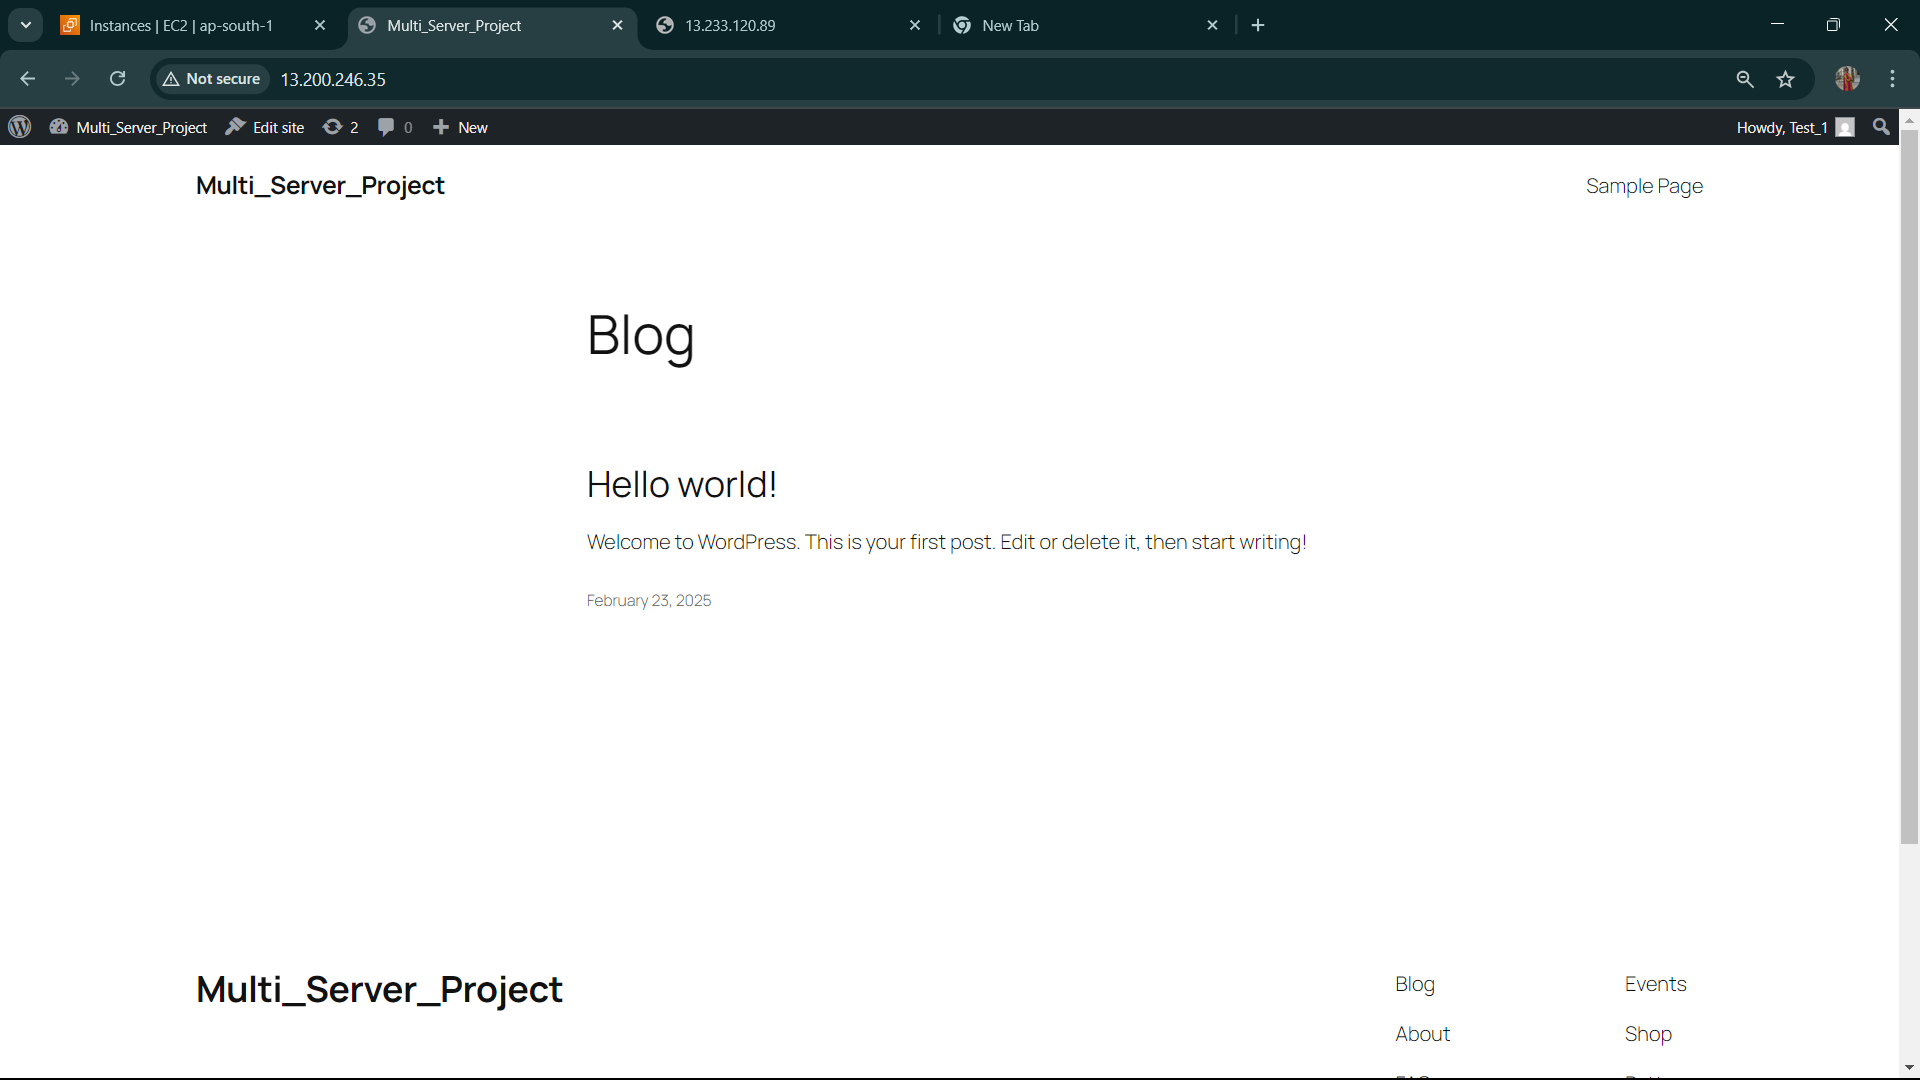 Instances | EC2 | ap-south-1
Multi_Server_Project
13.233.120.89
New Tab
Not secure
13.200.246.35
Multi_Server_Project
Edit site
2
0
New
Howdy, Test_1
Multi_Server_Project
Sample Page
Blog
Hello world!
Welcome to WordPress. This is your first post. Edit or delete it, then start writing!
February 23, 2025
Multi_Server_Project
Blog
Events
About
Shop